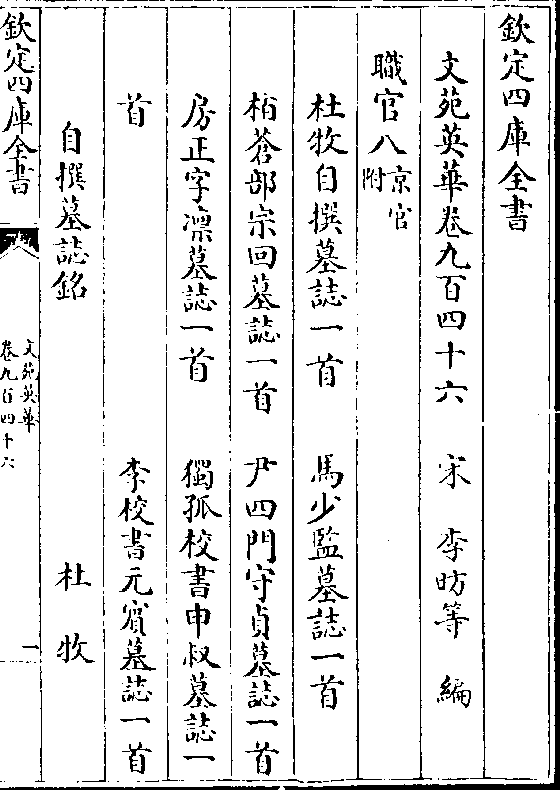 欽定四庫全書
文苑英華卷九百四十六　宋　李昉等　編
職官八京官附
杜牧自撰墓誌一首　馬少監墓誌一首
栢蒼部宗回墓誌一首　尹四門守貞墓誌一首
房正字凛墓誌一首　獨孤校書申叔墓誌一
首　李校書元賓墓誌一首
自撰墓誌銘　杜牧
欽定四庫全書
文苑英華
卷九百四十六
一